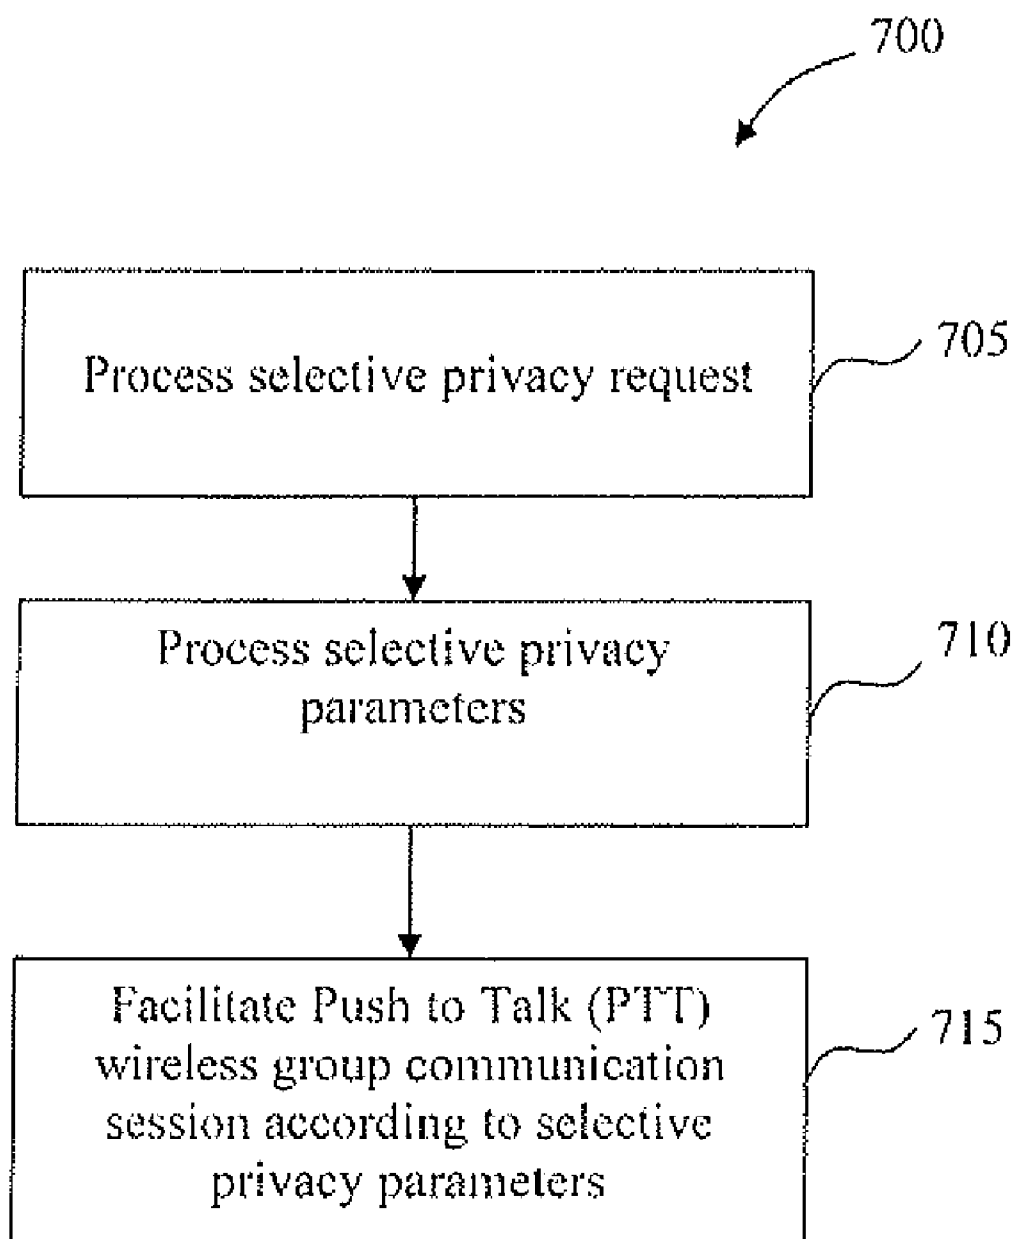 700
Process selective privacy request
705
Process selective privacy
parameters
710
Facilitate Push to Talk (PTT)
wireless group communication
session according to selective
privacy parameters
715